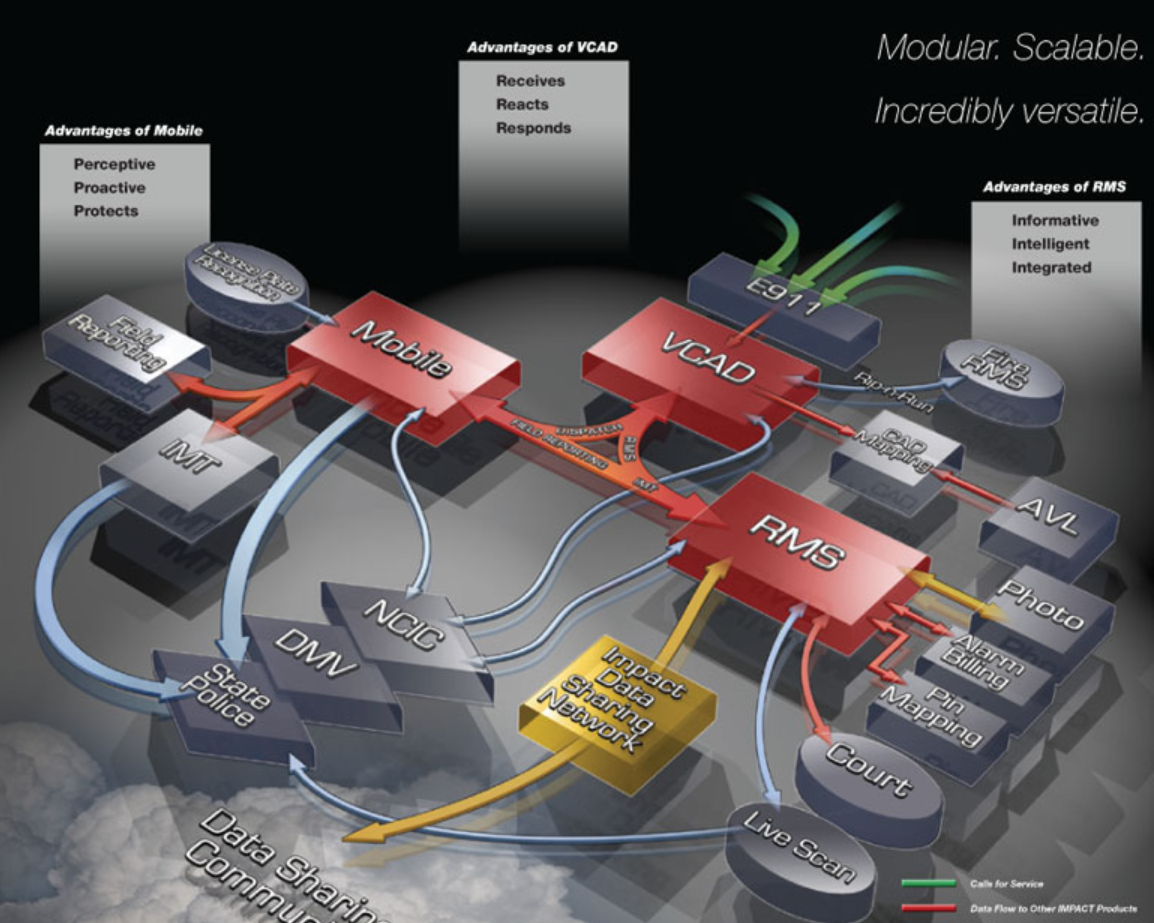 Modular. Scalable.
Incredibly versatile.
Advantages of VCAD
Receives
Reacts
Responds
Advantages of Mobile
Perceptive
Proactive
Protects
Advantages of RMS
Informative
Intelligent
Integrated
License Plate
Recognition
E911
Field
Reporting
Mobile
VCAD
Fire
RMS
Rip-n-Run
DISPATCH
FIELD REPORTING
RMS
IMT
CAD
Mapping
IMT
AVL
RMS
Photo
NCIC
DMV
State
Police
Impact
Data
Sharing
Network
Alarm
Billing
Pin
Mapping
Court
Live Scan
Data Sharing
Calls for Service
Data Flow to Other IMPACT Products